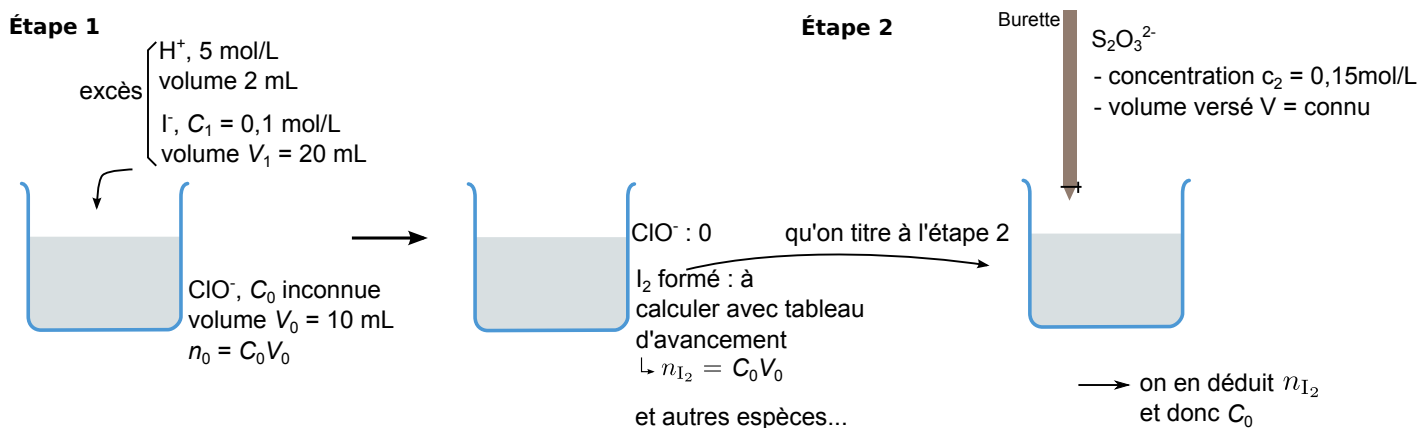 Étape 1
H⁺, 5 mol/L
volume 2 mL
excès
I⁻, C₁ = 0,1 mol/L
volume V₁ = 20 mL
ClO⁻, C₀ inconnue
volume V₀ = 10 mL
n₀ = C₀V₀
ClO⁻ : 0
I₂ formé : à
calculer avec tableau
d'avancement
↳ n_I₂ = C₀V₀
et autres espèces...
qu'on titre à l'étape 2
Étape 2
Burette
S₂O₃²⁻
- concentration c₂ = 0,15mol/L
- volume versé V = connu
on en déduit n_I₂
et donc C₀